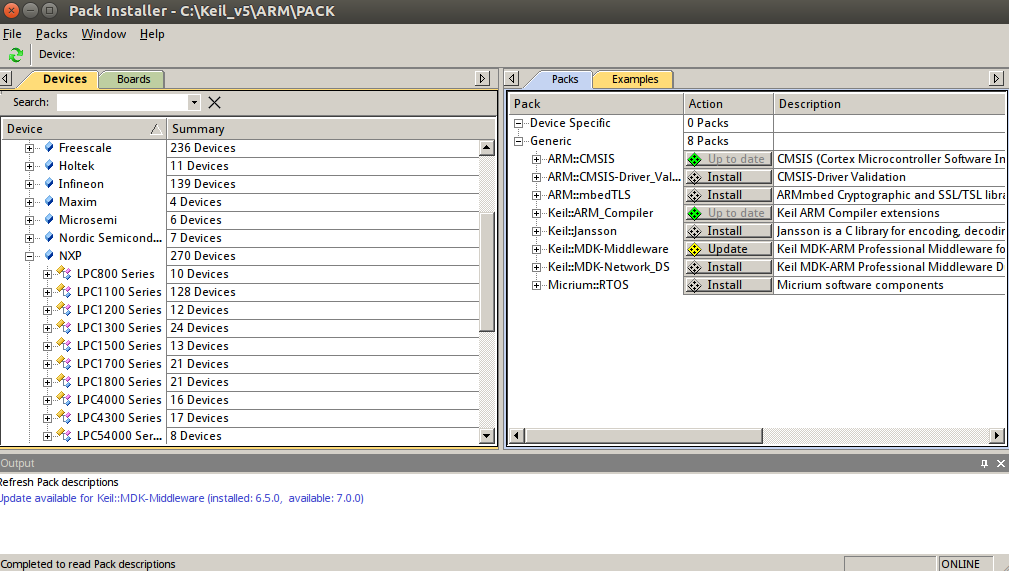 Pack Installer - C:\Keil_v5\ARM\PACK
File Packs Window Help
Device:
Devices Boards
Search:
Device Summary
Freescale 236 Devices
Holtek 11 Devices
Infineon 139 Devices
Maxim 4 Devices
Microsemi 6 Devices
Nordic Semicond... 7 Devices
NXP 270 Devices
LPC800 Series 10 Devices
LPC1100 Series 128 Devices
LPC1200 Series 12 Devices
LPC1300 Series 24 Devices
LPC1500 Series 13 Devices
LPC1700 Series 21 Devices
LPC1800 Series 21 Devices
LPC4000 Series 16 Devices
LPC4300 Series 17 Devices
LPC54000 Ser... 8 Devices
Packs Examples
Pack Action Description
Device Specific 0 Packs
Generic 8 Packs
ARM::CMSIS Up to date CMSIS (Cortex Microcontroller Software In
ARM::CMSIS-Driver_Val... Install CMSIS-Driver Validation
ARM::mbedTLS Install ARMmbed Cryptographic and SSL/TSL libra
Keil::ARM_Compiler Up to date Keil ARM Compiler extensions
Keil::Jansson Install Jansson is a C library for encoding, decodin
Keil::MDK-Middleware Update Keil MDK-ARM Professional Middleware fo
Keil::MDK-Network_DS Install Keil MDK-ARM Professional Middleware D
Micrium::RTOS Install Micrium software components
Output
Refresh Pack descriptions
Update available for Keil::MDK-Middleware (installed: 6.5.0, available: 7.0.0)
Completed to read Pack descriptions
ONLINE